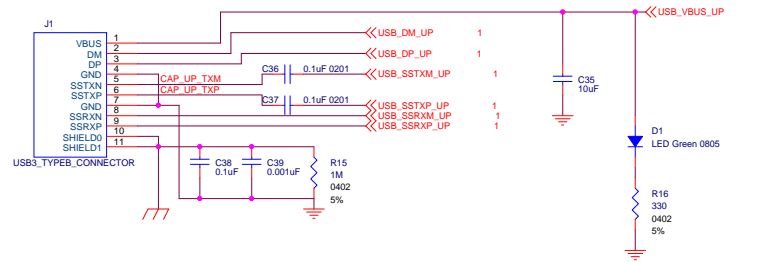 USB_VBUS_UP
J1
VBUS 1
DM 2
DP 3
GND 4
SSTXN 5
SSTXP 6
GND 7
SSRXN 8
SSRXP 9
SHIELD0 10
SHIELD1 11
USB3_TYPEB_CONNECTOR
CAP_UP_TXM
CAP_UP_TXP
USB_DM_UP 1
USB_DP_UP 1
C36 0.1uF 0201
USB_SSTXM_UP 1
C37 0.1uF 0201
USB_SSTXP_UP 1
USB_SSRXM_UP 1
USB_SSRXP_UP 1
C35
10uF
D1
LED Green 0805
C38
0.1uF
C39
0.001uF
R15
1M
0402
5%
R16
330
0402
5%